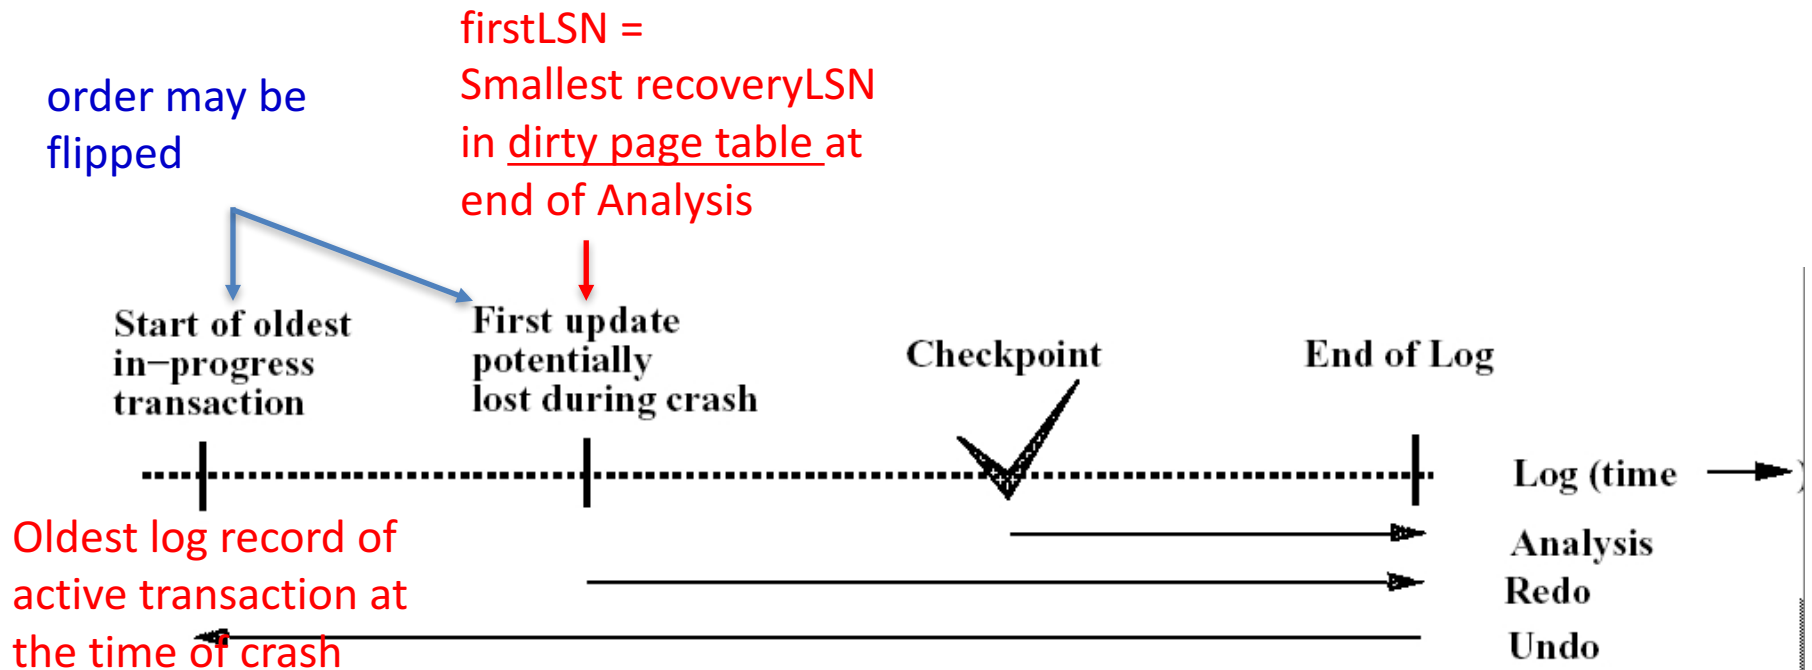 firstLSN =
Smallest recoveryLSN
in dirty page table at
end of Analysis
order may be
flipped
Start of oldest
in−progress
transaction
First update
potentially
lost during crash
Checkpoint
End of Log
Log (time )
Oldest log record of
active transaction at
the time of crash
Analysis
Redo
Undo